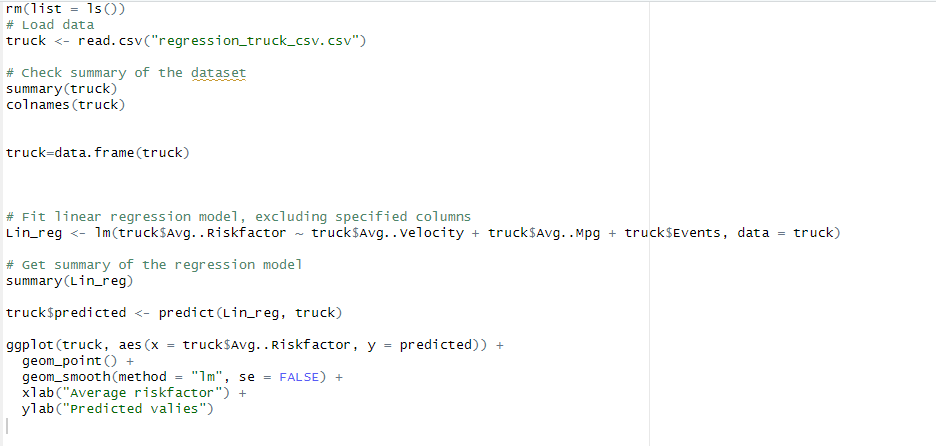 rm(list = ls())
# Load data
truck <- read.csv("regression_truck_csv.csv")
# Check summary of the dataset
summary(truck)
colnames(truck)
truck=data.frame(truck)
# Fit linear regression model, excluding specified columns
Lin_reg <- lm(truck$Avg..Riskfactor ~ truck$Avg..Velocity + truck$Avg..Mpg + truck$Events, data = truck)
# Get summary of the regression model
summary(Lin_reg)
truck$predicted <- predict(Lin_reg, truck)
ggplot(truck, aes(x = truck$Avg..Riskfactor, y = predicted)) +
  geom_point() +
  geom_smooth(method = "lm", se = FALSE) +
  xlab("Average riskfactor") +
  ylab("Predicted valies")